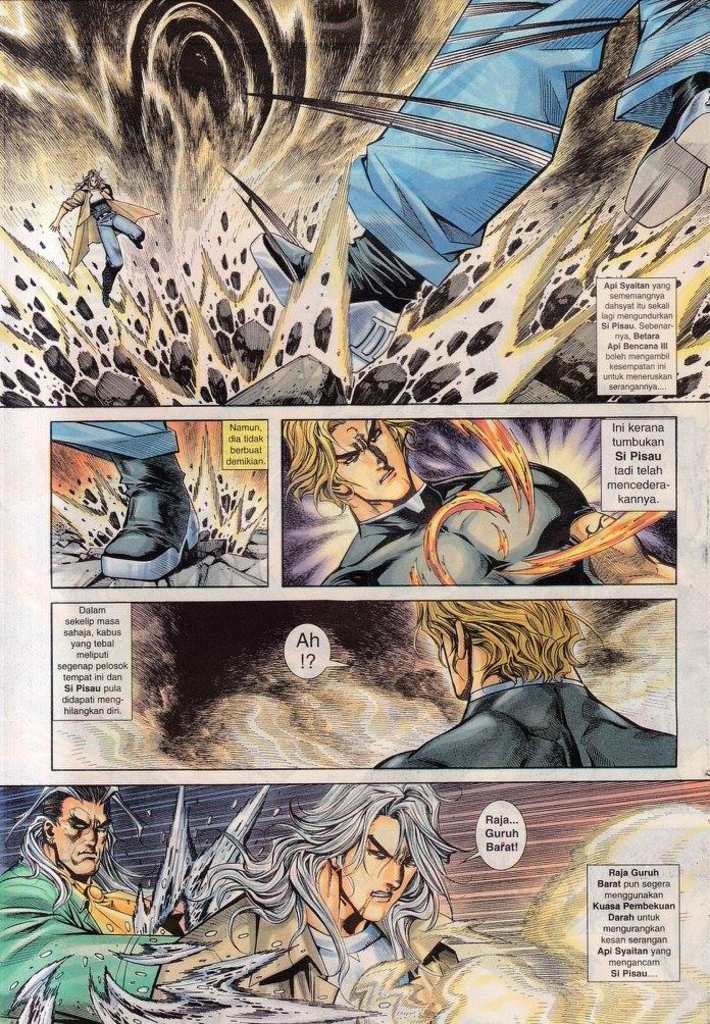 Api Syaitan yang
sememangnya
dahsyat itu sekali
lagi mengundurkan
Si Pisau. Sebenar-
nya, Betara
Api Bencana III
boleh mengambil
kesempatan ini
untuk meneruskan
serangannya....
Namun,
dia tidak
berbuat
demikian.
Ini kerana
tumbukan
Si Pisau
tadi telah
mencedera-
kannya.
Dalam
sekelip masa
sahaja, kabus
yang tebal
meliputi
segenap pelosok
tempat ini dan
Si Pisau pula
didapati meng-
hilangkan diri.
Ah
!?
Raja...
Guruh
Barat!
Raja Guruh
Barat pun segera
menggunakan
Kuasa Pembekuan
Darah untuk
mengurangkan
kesan serangan
Api Syaitan yang
mengancam
Si Pisau....